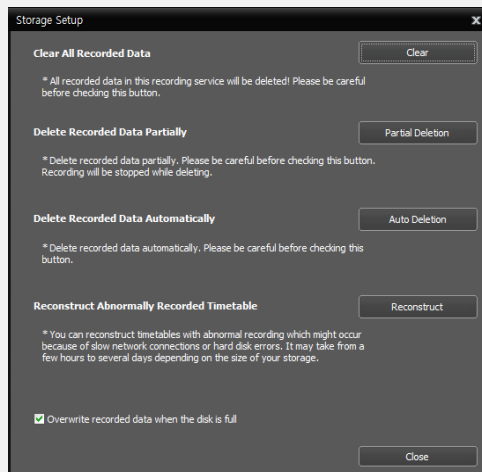 Storage Setup
x
Clear All Recorded Data
Clear
* All recorded data in this recording service will be deleted! Please be careful
before checking this button.
Delete Recorded Data Partially
Partial Deletion
* Delete recorded data partially. Please be careful before checking this button.
Recording will be stopped while deleting.
Delete Recorded Data Automatically
Auto Deletion
* Delete recorded data automatically. Please be careful before checking this
button.
Reconstruct Abnormally Recorded Timetable
Reconstruct
* You can reconstruct timetables with abnormal recording which might occur
because of slow network connections or hard disk errors. It may take from a
few hours to several days depending on the size of your storage.
Overwrite recorded data when the disk is full
Close